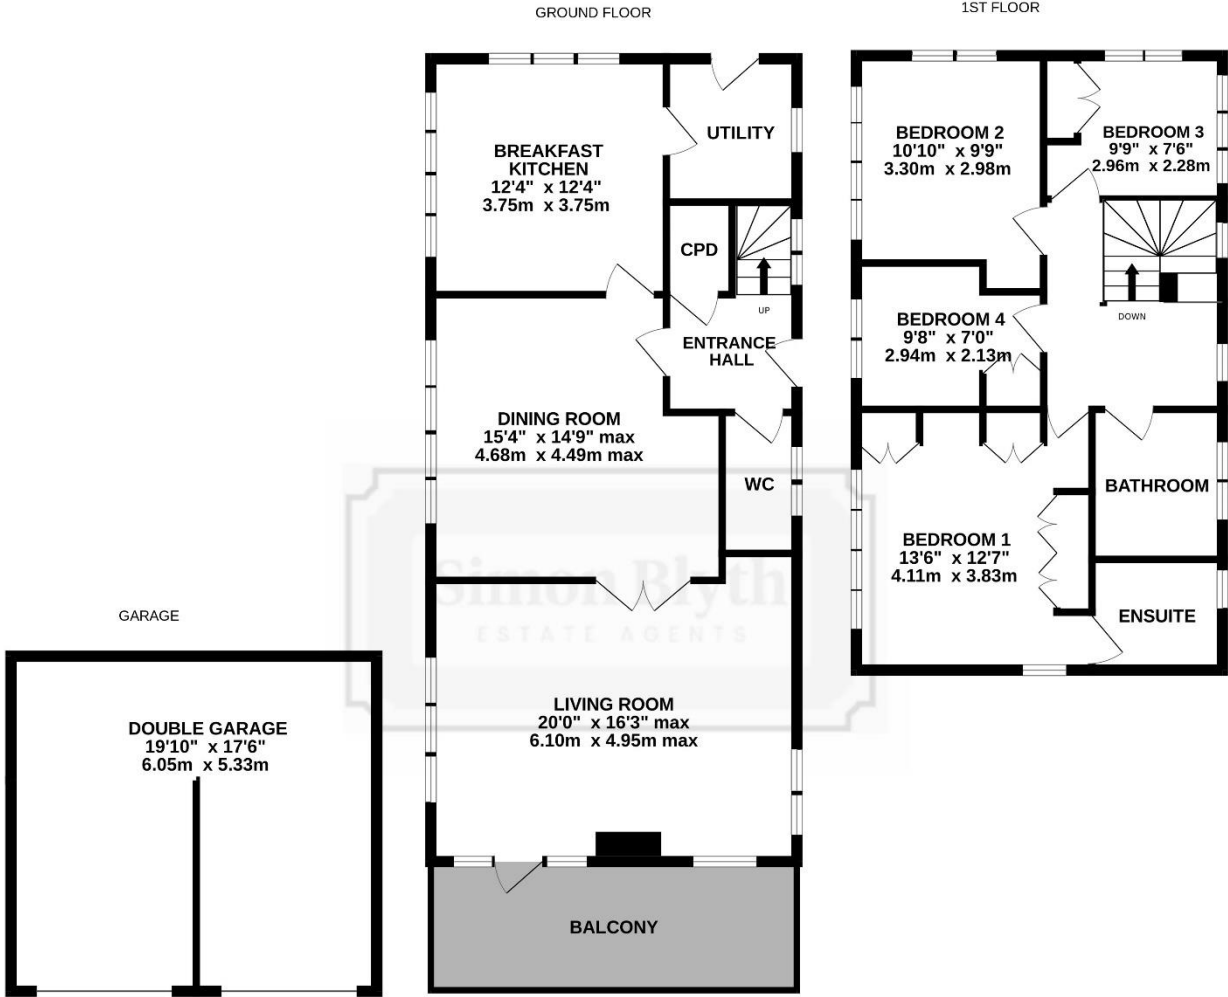 GROUND FLOOR
BREAKFAST
KITCHEN
12'4" x 12'4"
3.75m x 3.75m
UTILITY
CPD
UP
ENTRANCE
HALL
DINING ROOM
15'4" x 14'9" max
4.68m x 4.49m max
WC
LIVING ROOM
20'0" x 16'3" max
6.10m x 4.95m max
BALCONY
1ST FLOOR
BEDROOM 2
10'10" x 9'9"
3.30m x 2.98m
BEDROOM 3
9'9" x 7'6"
2.96m x 2.28m
BEDROOM 4
9'8" x 7'0"
2.94m x 2.13m
DOWN
BATHROOM
BEDROOM 1
13'6" x 12'7"
4.11m x 3.83m
ENSUITE
GARAGE
DOUBLE GARAGE
19'10" x 17'6"
6.05m x 5.33m
Simon Blyth
ESTATE AGENTS